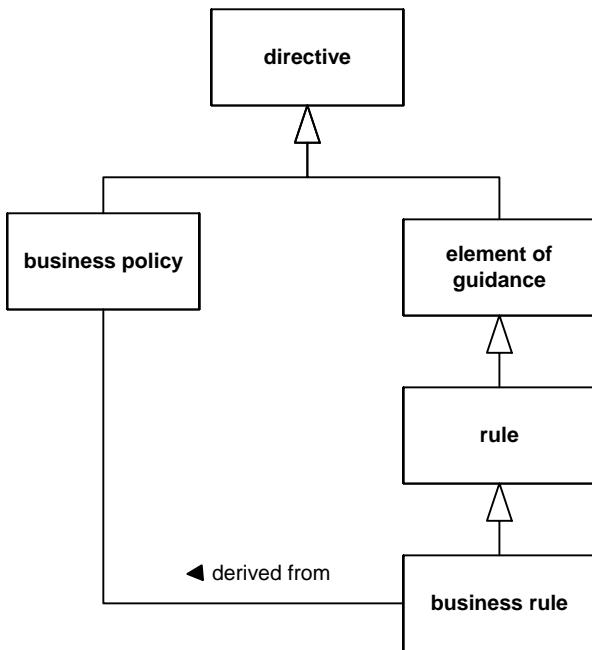 directive
business policy
element of
guidance
rule
derived from
business rule